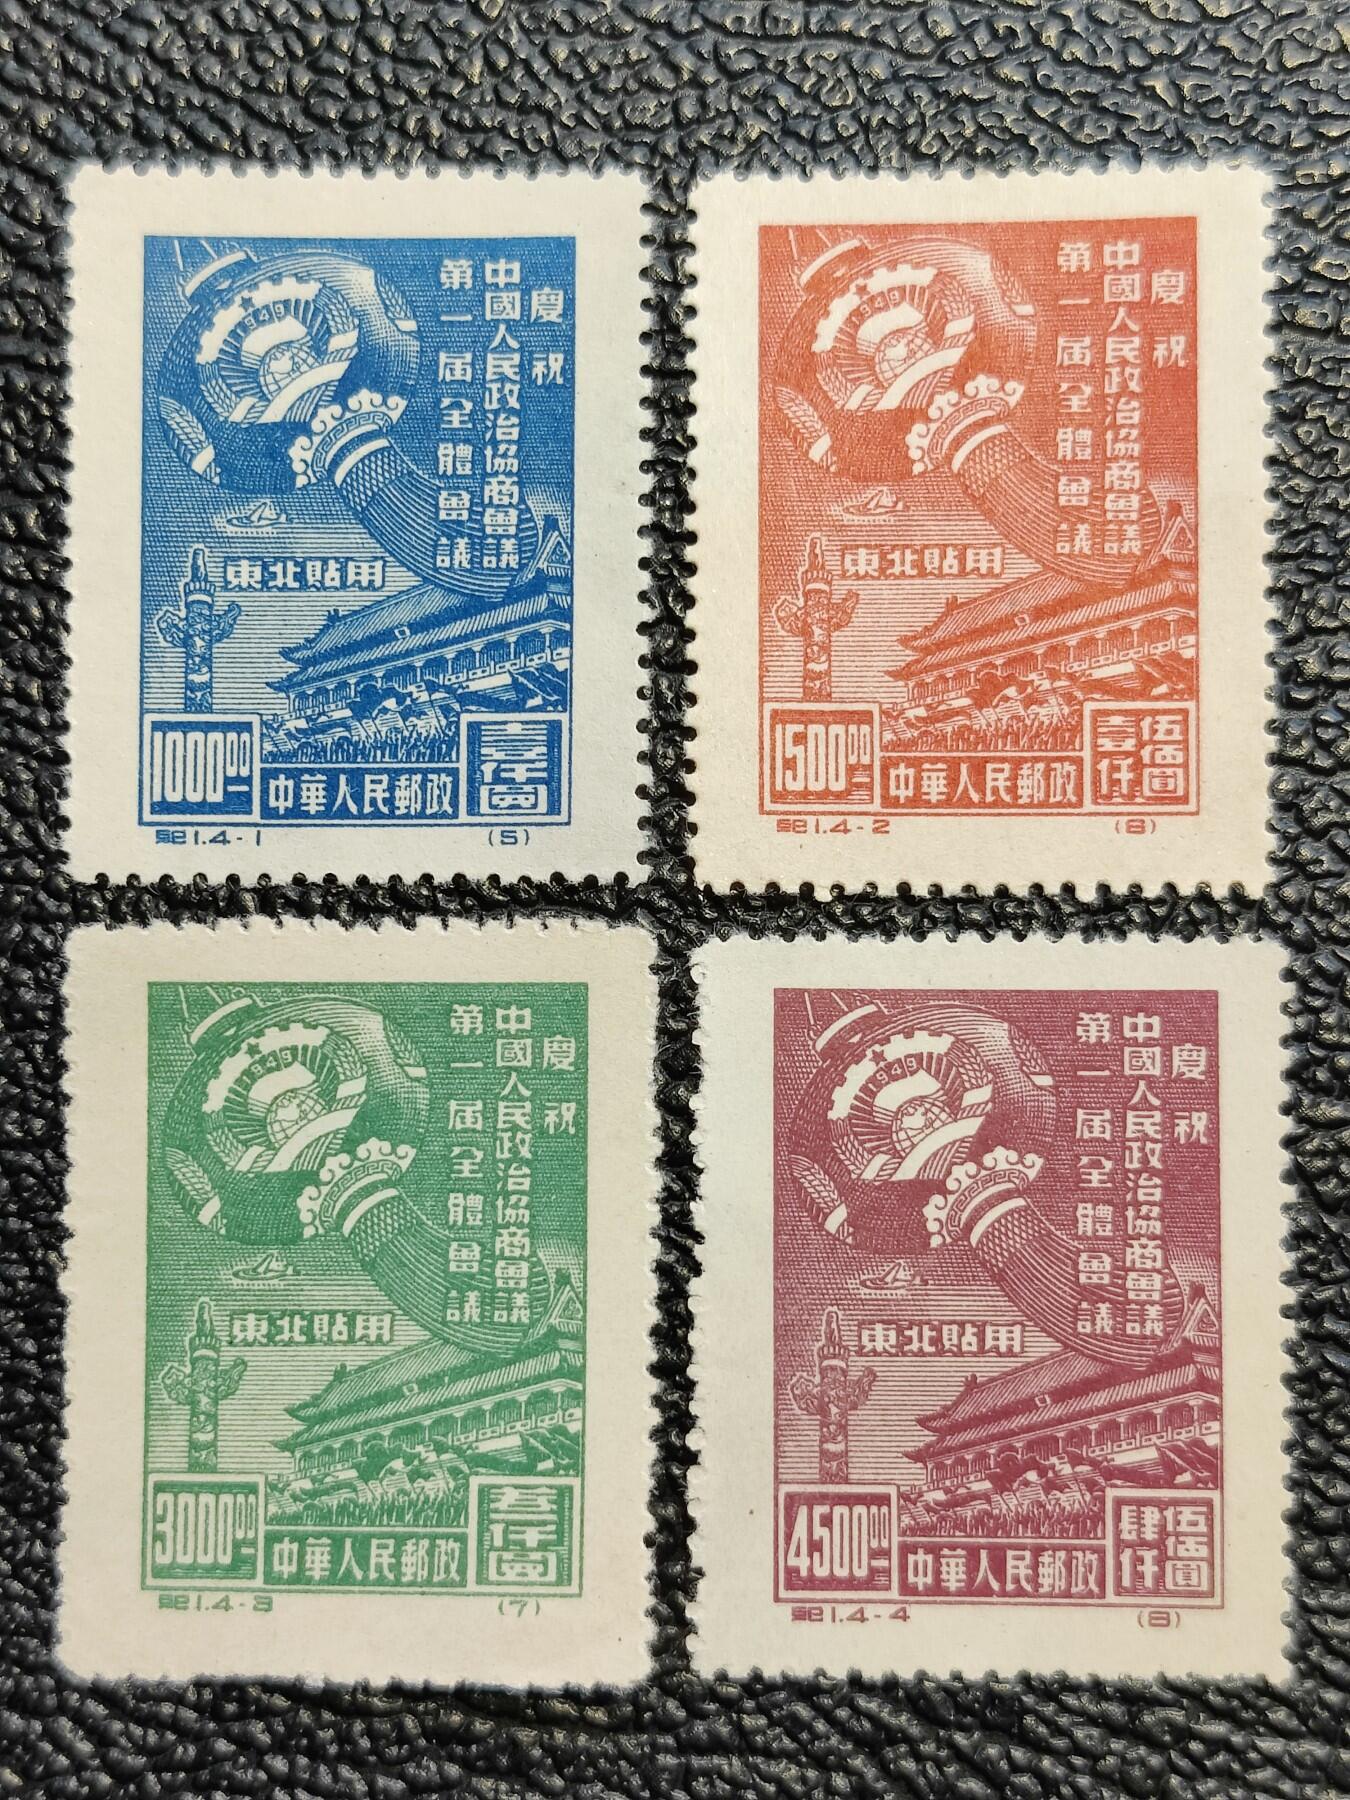 慶祝
中國人民政治協商會議
第一屆全體會議
1949
東北貼用
1000.00
壹仟圓
中華人民郵政
紀1.4-1
(5)
慶祝
中國人民政治協商會議
第一屆全體會議
1949
東北貼用
1500.00
伍佰圓
壹仟
中華人民郵政
紀1.4-2
(6)
慶祝
中國人民政治協商會議
第一屆全體會議
1949
東北貼用
3000.00
叁仟圓
中華人民郵政
紀1.4-3
(7)
慶祝
中國人民政治協商會議
第一屆全體會議
1949
東北貼用
4500.00
伍佰圓
肆仟
中華人民郵政
紀1.4-4
(8)